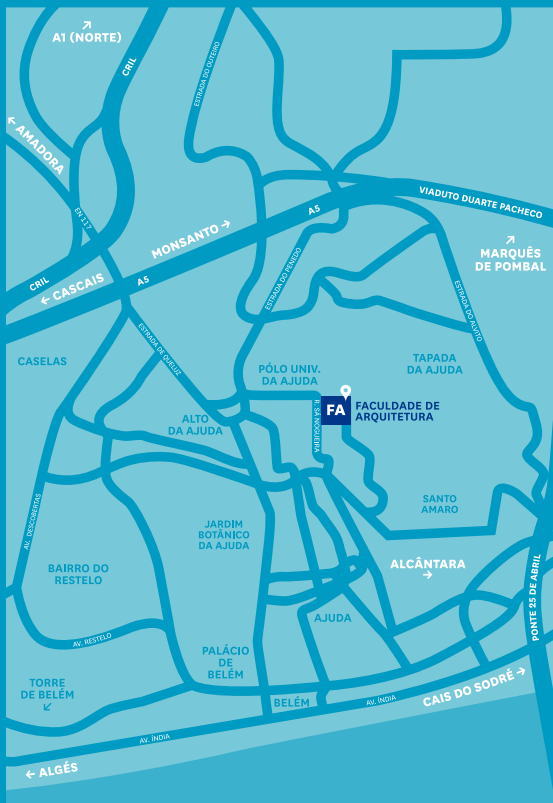 A1 (NORTE)
CRIL
ESTRADA DO OUTEIRO
AMADORA
EN 117
VIADUTO DUARTE PACHECO
A5
MONSANTO
MARQUÊS
DE POMBAL
CRIL
CASCAIS
A5
ESTRADA DO PENEDO
ESTRADA DO ALVITO
ESTRADA DE QUELUZ
CASELAS
PÓLO UNIV.
DA AJUDA
TAPADA
DA AJUDA
R. SÁ NOGUEIRA
FA
FACULDADE DE
ARQUITETURA
ALTO
DA AJUDA
AV. DESCOBERTAS
SANTO
AMARO
JARDIM
BOTÂNICO
DA AJUDA
ALCÂNTARA
BAIRRO DO
RESTELO
PONTE 25 DE ABRIL
AJUDA
AV. RESTELO
PALÁCIO
DE
BELÉM
TORRE
DE BELÉM
BELÉM
AV. ÍNDIA
CAIS DO SODRÉ
AV. ÍNDIA
ALGÉS